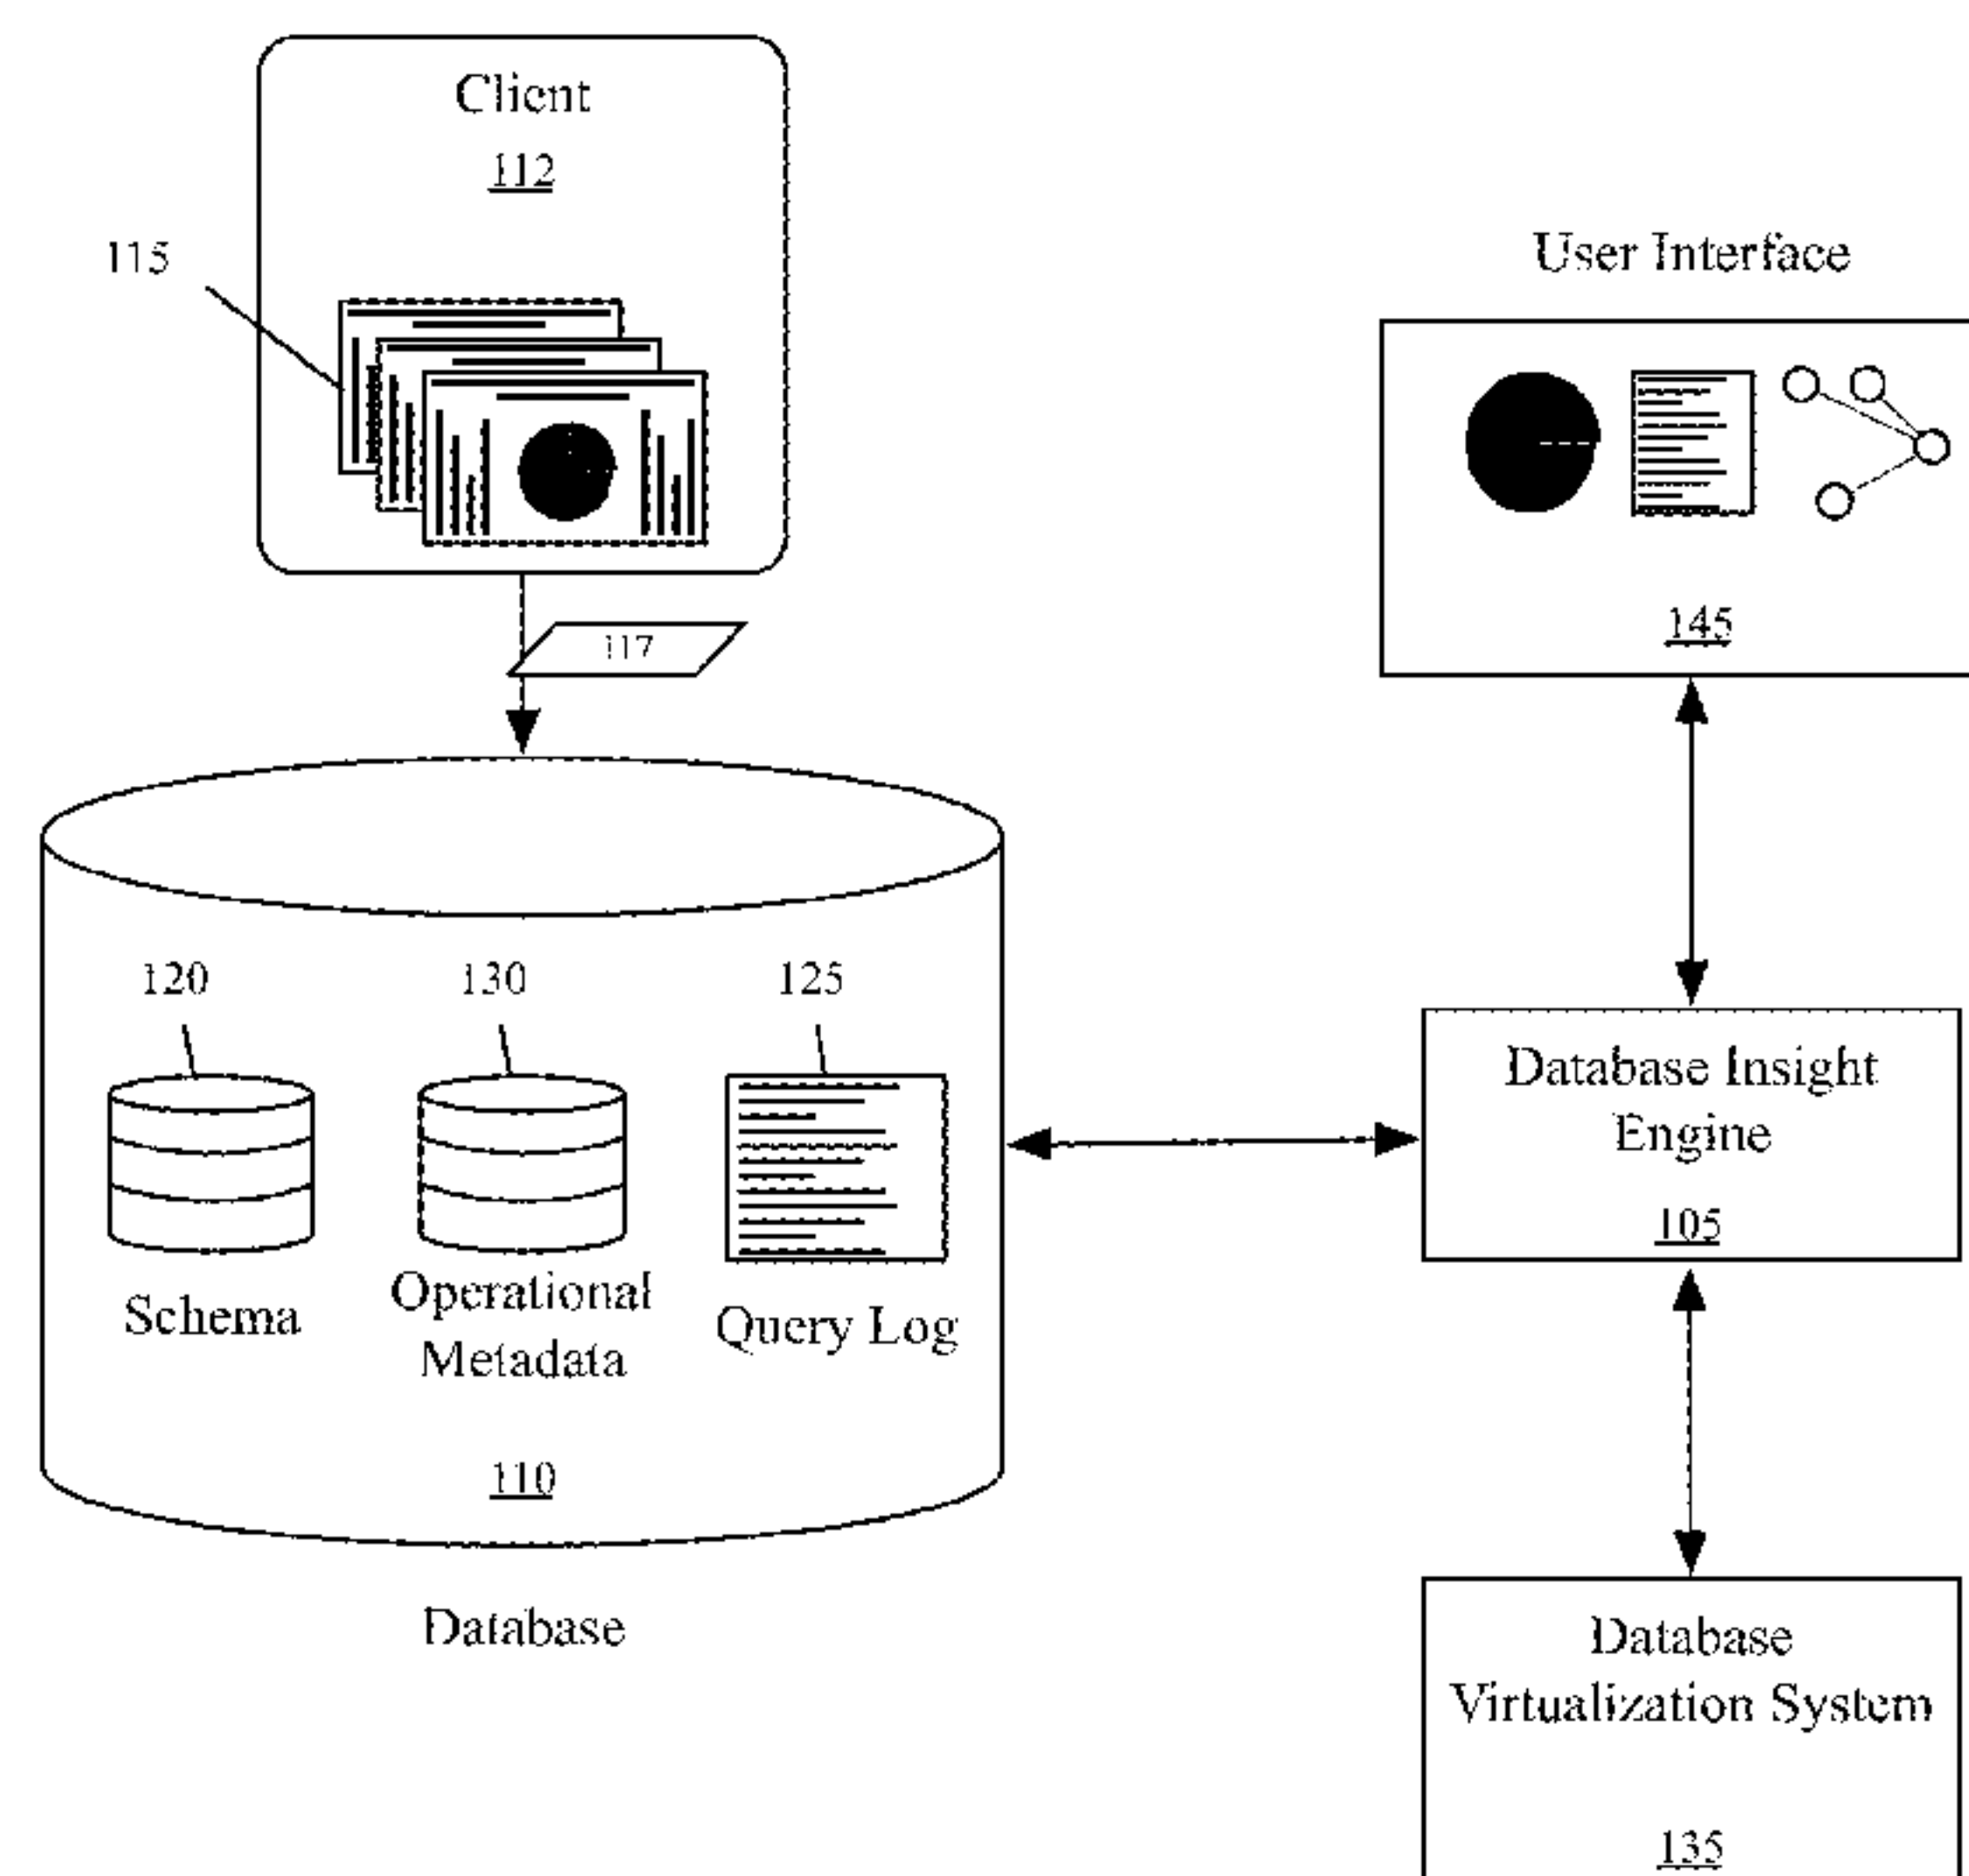 Client
112
115
117
User Interface
145
120
130
125
Schema
Operational
Metadata
Query Log
110
Database
Database Insight
Engine
105
Database
Virtualization System
135